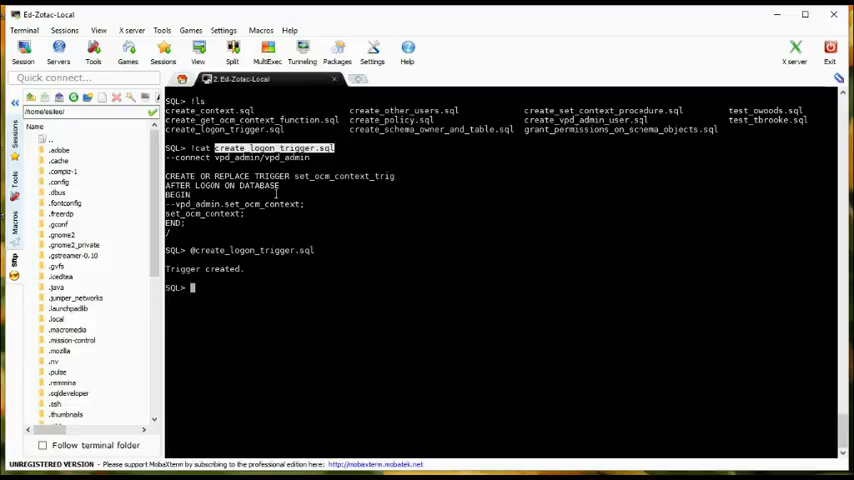 Ed-Zotac-Local
Terminal Sessions View X server Tools Games Settings Macros Help
Session Servers Tools Games Sessions View Split MultiExec Tunneling Packages Settings Help X server Exit
Quick connect...
2. Ed-Zotac-Local
Name
..
.adobe
.cache
.compiz-1
.config
.dbus
.fontconfig
.freerdp
.gconf
.gnome2
.gnome2_private
.gstreamer-0.10
.gvfs
.icedtea
.java
.juniper_networks
.launchpadlib
.local
.macromedia
.mission-control
.mozilla
.nv
.pulse
.remmina
.sqldeveloper
.ssh
.thumbnails
Follow terminal folder
Sessions
Tools
Macros
Sftp
SQL> !ls
create_context.sql create_other_users.sql create_set_context_procedure.sql test_owoods.sql
create_get_ocm_context_function.sql create_policy.sql create_vpd_admin_user.sql test_tbrooke.sql
create_logon_trigger.sql create_schema_owner_and_table.sql grant_permissions_on_schema_objects.sql
SQL> !cat create_logon_trigger.sql
--connect vpd_admin/vpd_admin
CREATE OR REPLACE TRIGGER set_ocm_context_trig
AFTER LOGON ON DATABASE
BEGIN
--vpd_admin.set_ocm_context;
set_ocm_context;
END;
/
SQL> @create_logon_trigger.sql
Trigger created.
SQL>
UNREGISTERED VERSION - Please support MobaXterm by subscribing to the professional edition here: http://mobaxterm.mobatek.net